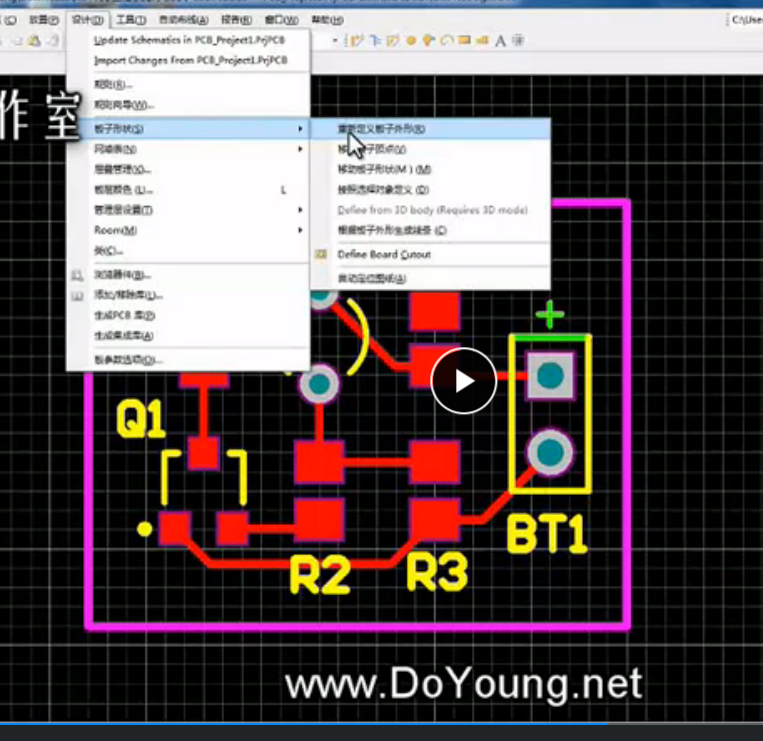 放置(P) 设计(D) 工具(T) 自动布线(A) 报告(R) 窗口(W) 帮助(H)
C:\User
Update Schematics in PCB_Project1.PrjPCB
Import Changes From PCB_Project1.PrjPCB
规则(R)...
规则向导(W)...
板子形状(S)
网络表(N)
层叠管理(K)...
板层颜色 (L)... L
管理层设置(T)
Room(M)
类(C)...
浏览器件(B)...
添加/移除库(L)...
生成PCB 库(P)
生成集成库(A)
板参数选项(O)...
重新定义板子外形(R)
移动板子形状(M ) (M)
按照选择对象定义 (D)
Define from 3D body (Requires 3D mode)
根据板子外形生成线条 (C)
Define Board Cutout
自动定位图纸(A)
作室
+
Q1
R2
R3
BT1
www.DoYoung.net